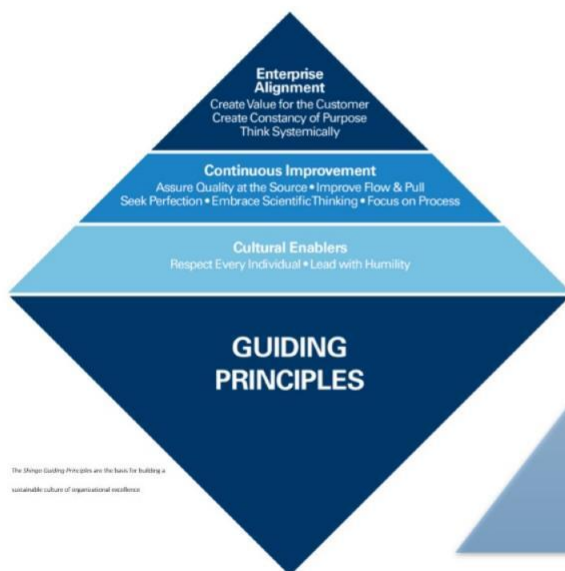 Enterprise
Alignment
Create Value for the Customer
Create Constancy of Purpose
Think Systemically
Continuous Improvement
Assure Quality at the Source • Improve Flow & Pull
Seek Perfection • Embrace Scientific Thinking • Focus on Process
Cultural Enablers
Respect Every Individual • Lead with Humility
GUIDING
PRINCIPLES
The Shingo Guiding Principles are the basis for building a
sustainable culture of organizational excellence